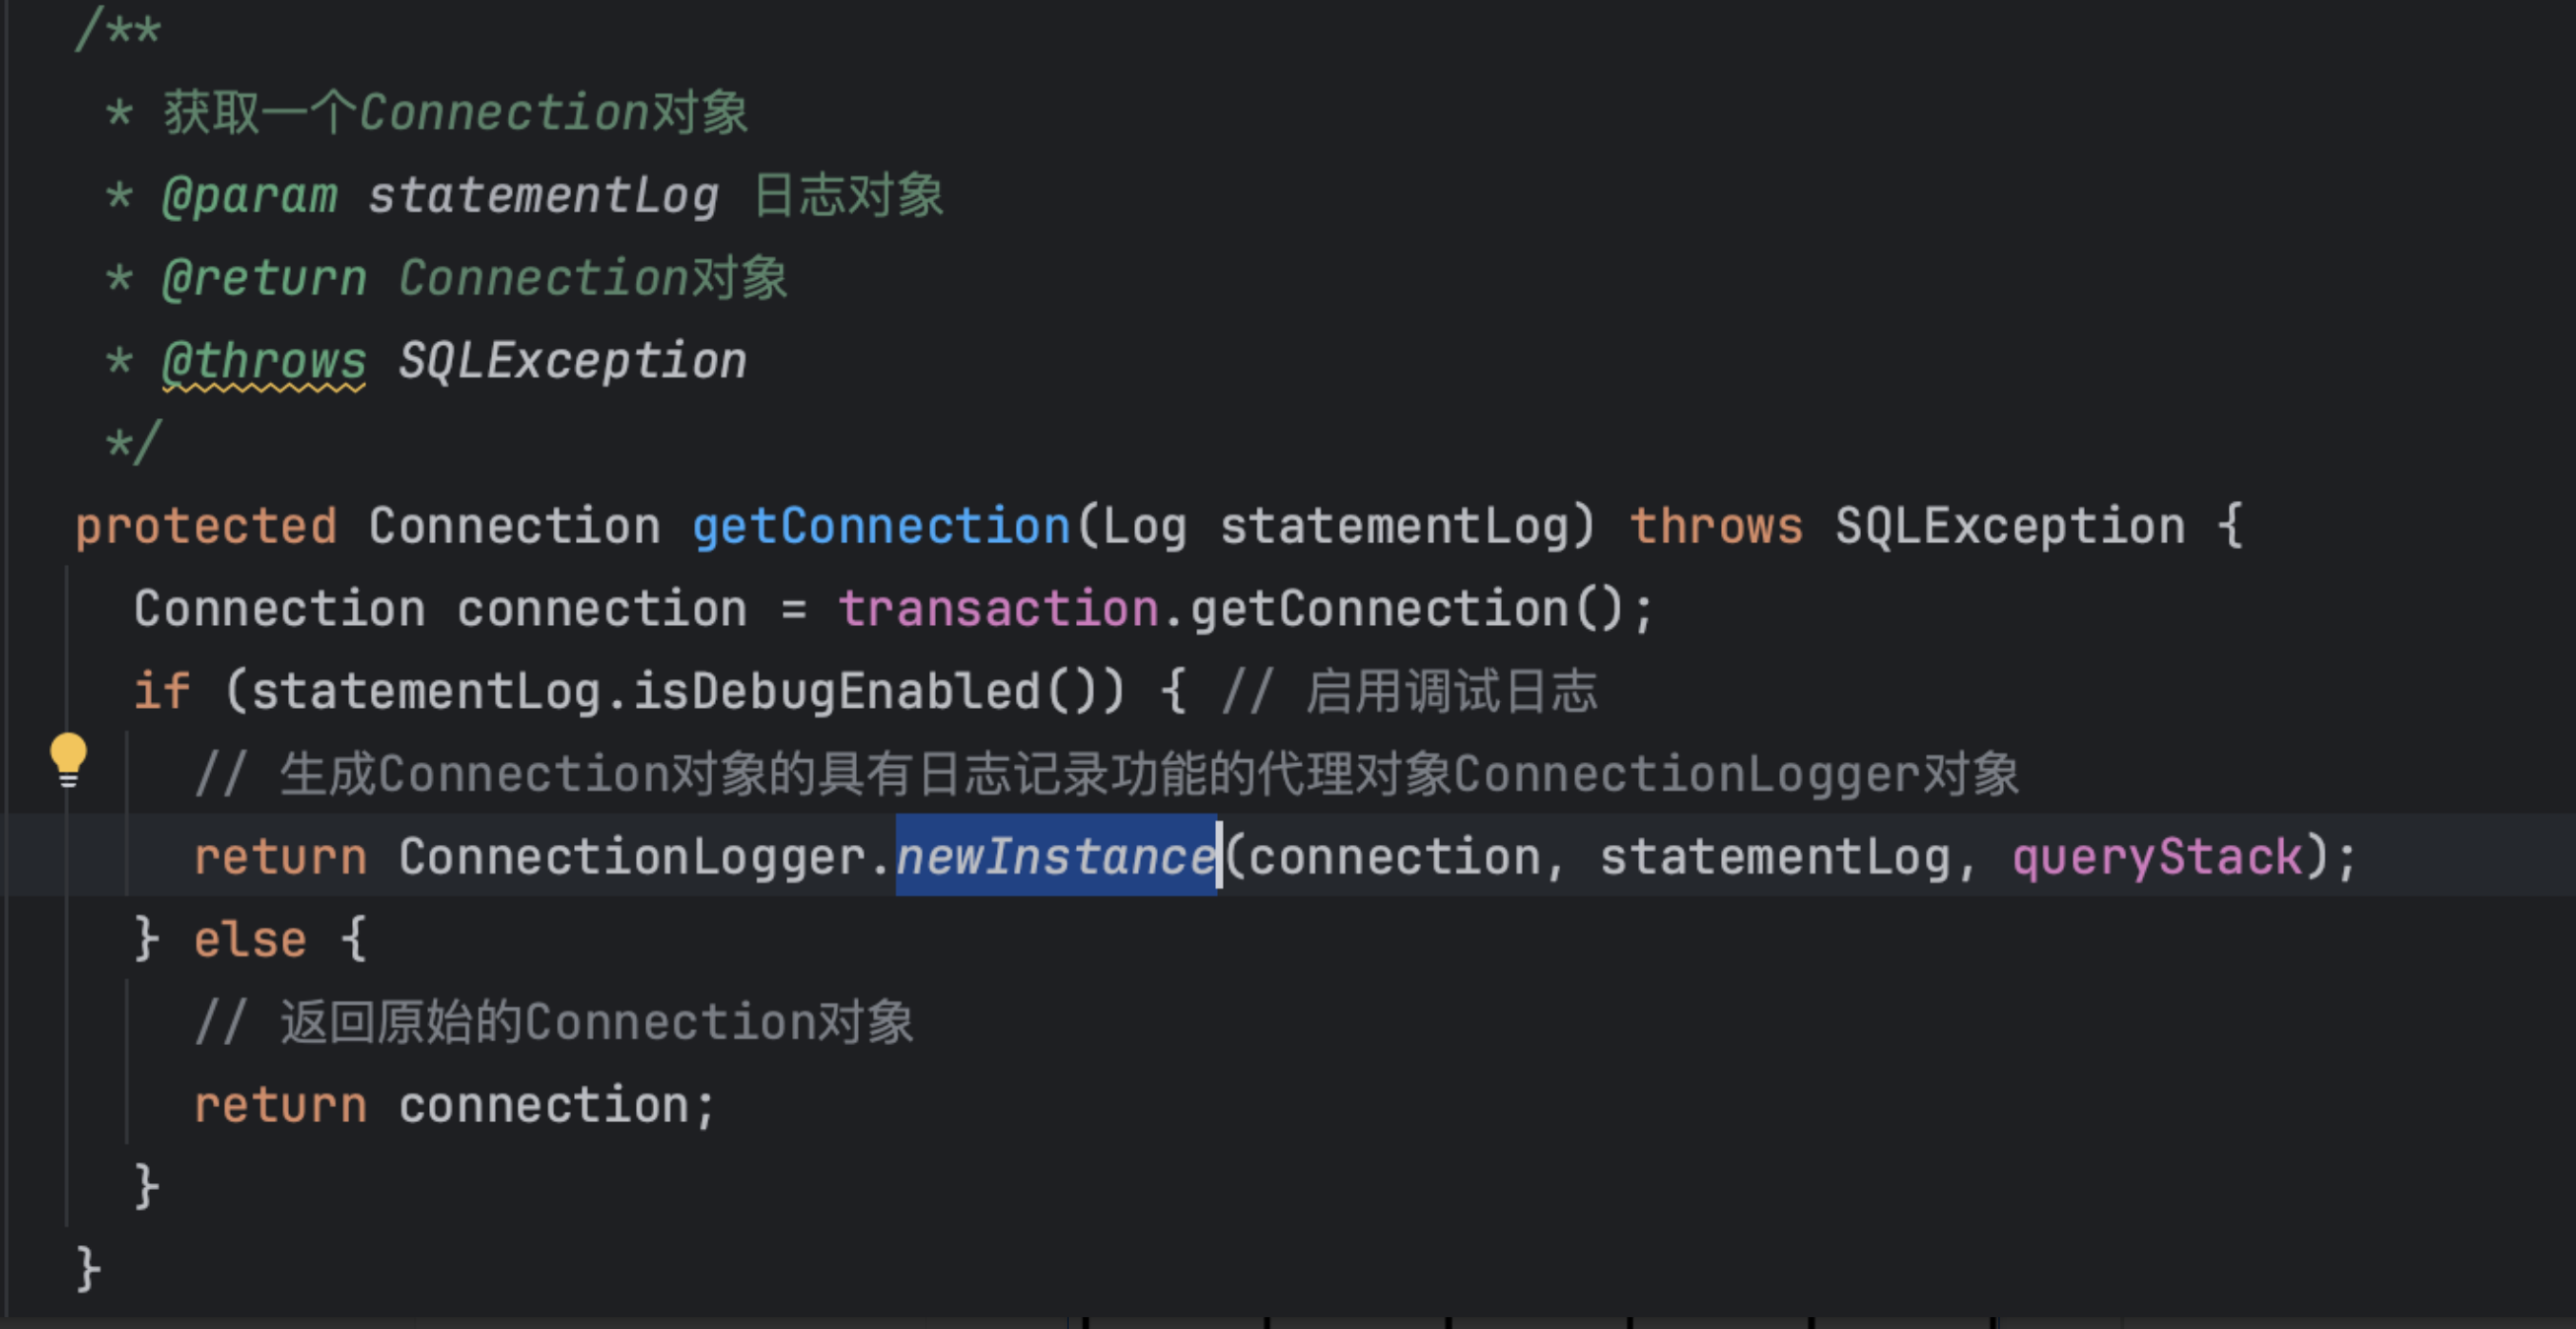 /**
 * 获取一个Connection对象
 * @param statementLog 日志对象
 * @return Connection对象
 * @throws SQLException
 */
protected Connection getConnection(Log statementLog) throws SQLException {
  Connection connection = transaction.getConnection();
  if (statementLog.isDebugEnabled()) { // 启用调试日志
    // 生成Connection对象的具有日志记录功能的代理对象ConnectionLogger对象
    return ConnectionLogger.newInstance(connection, statementLog, queryStack);
  } else {
    // 返回原始的Connection对象
    return connection;
  }
}